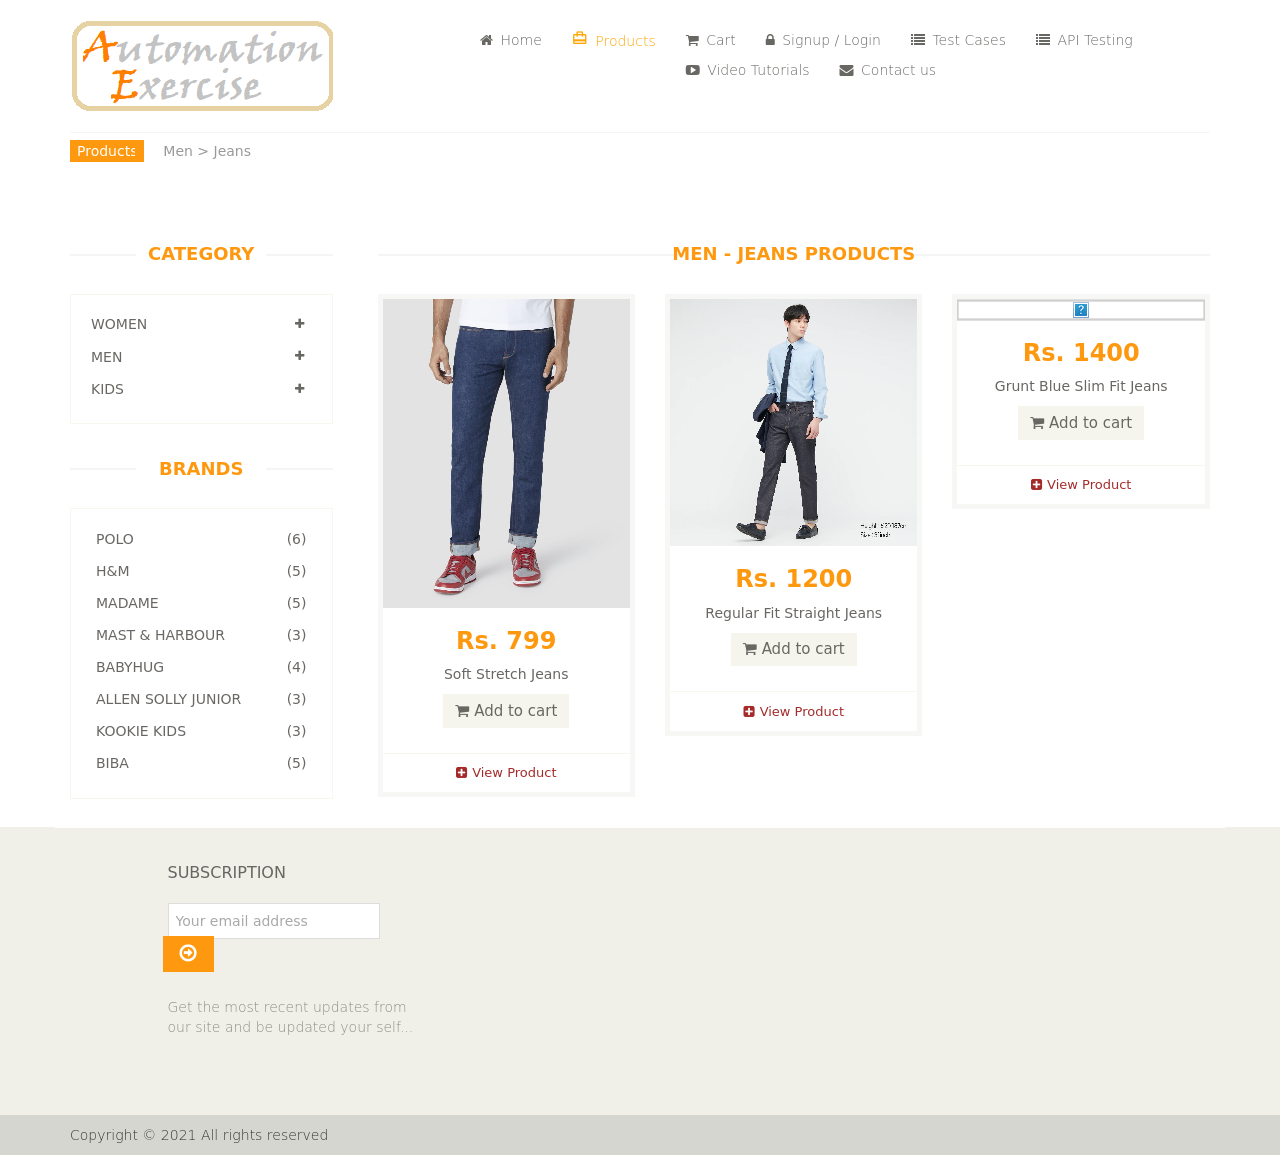 Automation
Exercise
Home
Products
Cart
Signup / Login
Test Cases
API Testing
Video Tutorials
Contact us
Products
Men > Jeans
CATEGORY
WOMEN
MEN
KIDS
BRANDS
POLO (6)
H&M (5)
MADAME (5)
MAST & HARBOUR (3)
BABYHUG (4)
ALLEN SOLLY JUNIOR (3)
KOOKIE KIDS (3)
BIBA (5)
MEN - JEANS PRODUCTS
Rs. 799
Soft Stretch Jeans
Add to cart
View Product
Rs. 1200
Regular Fit Straight Jeans
Add to cart
View Product
Rs. 1400
Grunt Blue Slim Fit Jeans
Add to cart
View Product
SUBSCRIPTION
Your email address
Get the most recent updates from
our site and be updated your self...
Copyright © 2021 All rights reserved